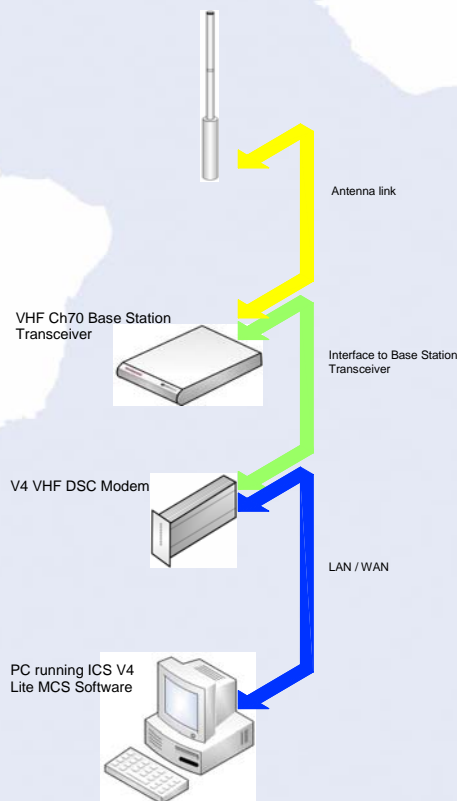 Antenna link
VHF Ch70 Base Station
Transceiver
Interface to Base Station
Transceiver
V4 VHF DSC Modem
LAN / WAN
PC running ICS V4
Lite MCS Software